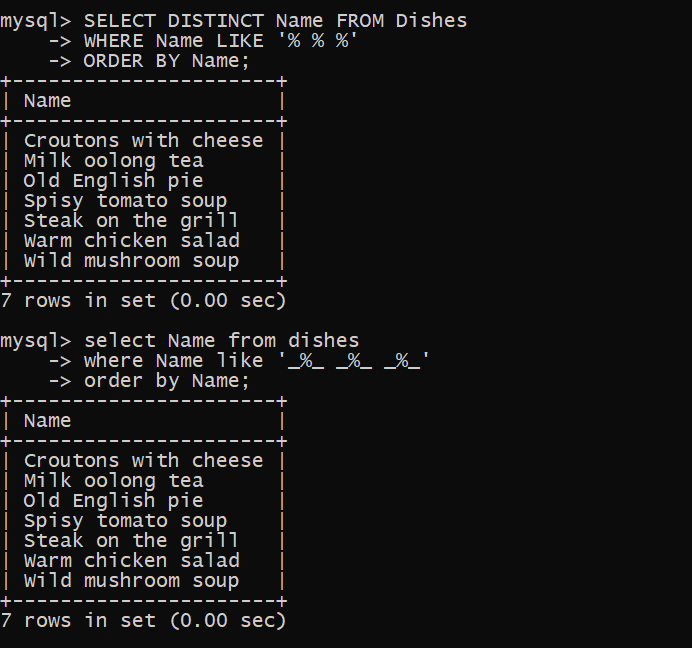 mysql> SELECT DISTINCT Name FROM Dishes
    -> WHERE Name LIKE '% % %'
    -> ORDER BY Name;
+----------------------+
| Name                 |
+----------------------+
| Croutons with cheese |
| Milk oolong tea      |
| Old English pie      |
| Spisy tomato soup    |
| Steak on the grill   |
| Warm chicken salad   |
| Wild mushroom soup   |
+----------------------+
7 rows in set (0.00 sec)

mysql> select Name from dishes
    -> where Name like '_%_ _%_ _%_'
    -> order by Name;
+----------------------+
| Name                 |
+----------------------+
| Croutons with cheese |
| Milk oolong tea      |
| Old English pie      |
| Spisy tomato soup    |
| Steak on the grill   |
| Warm chicken salad   |
| Wild mushroom soup   |
+----------------------+
7 rows in set (0.00 sec)